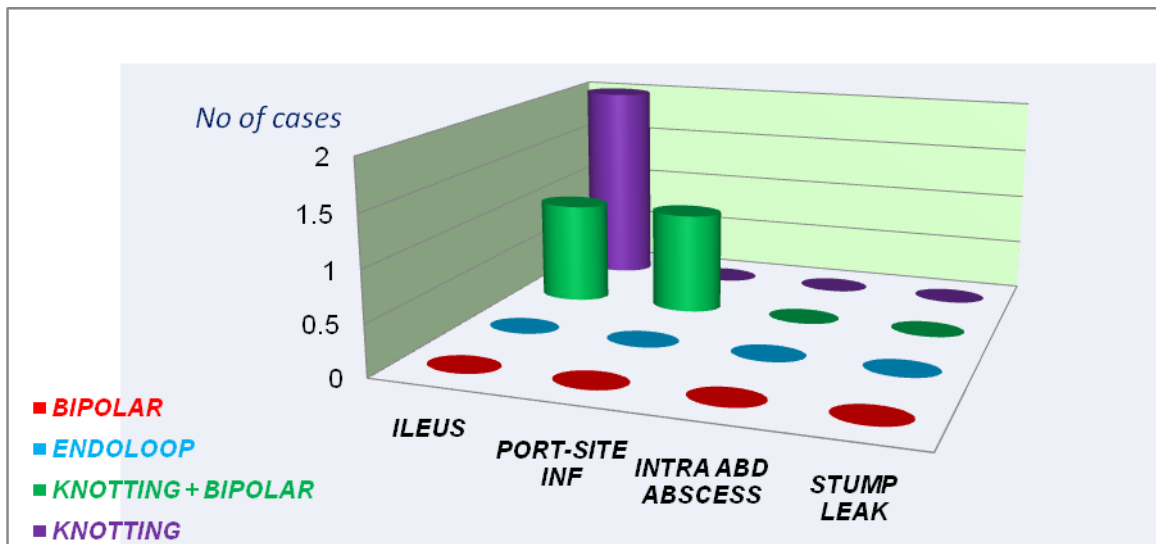 No of cases
2
1.5
1
0.5
0
ILEUS
PORT-SITE
INF
INTRA ABD
ABSCESS
STUMP
LEAK
BIPOLAR
ENDOLOOP
KNOTTING + BIPOLAR
KNOTTING